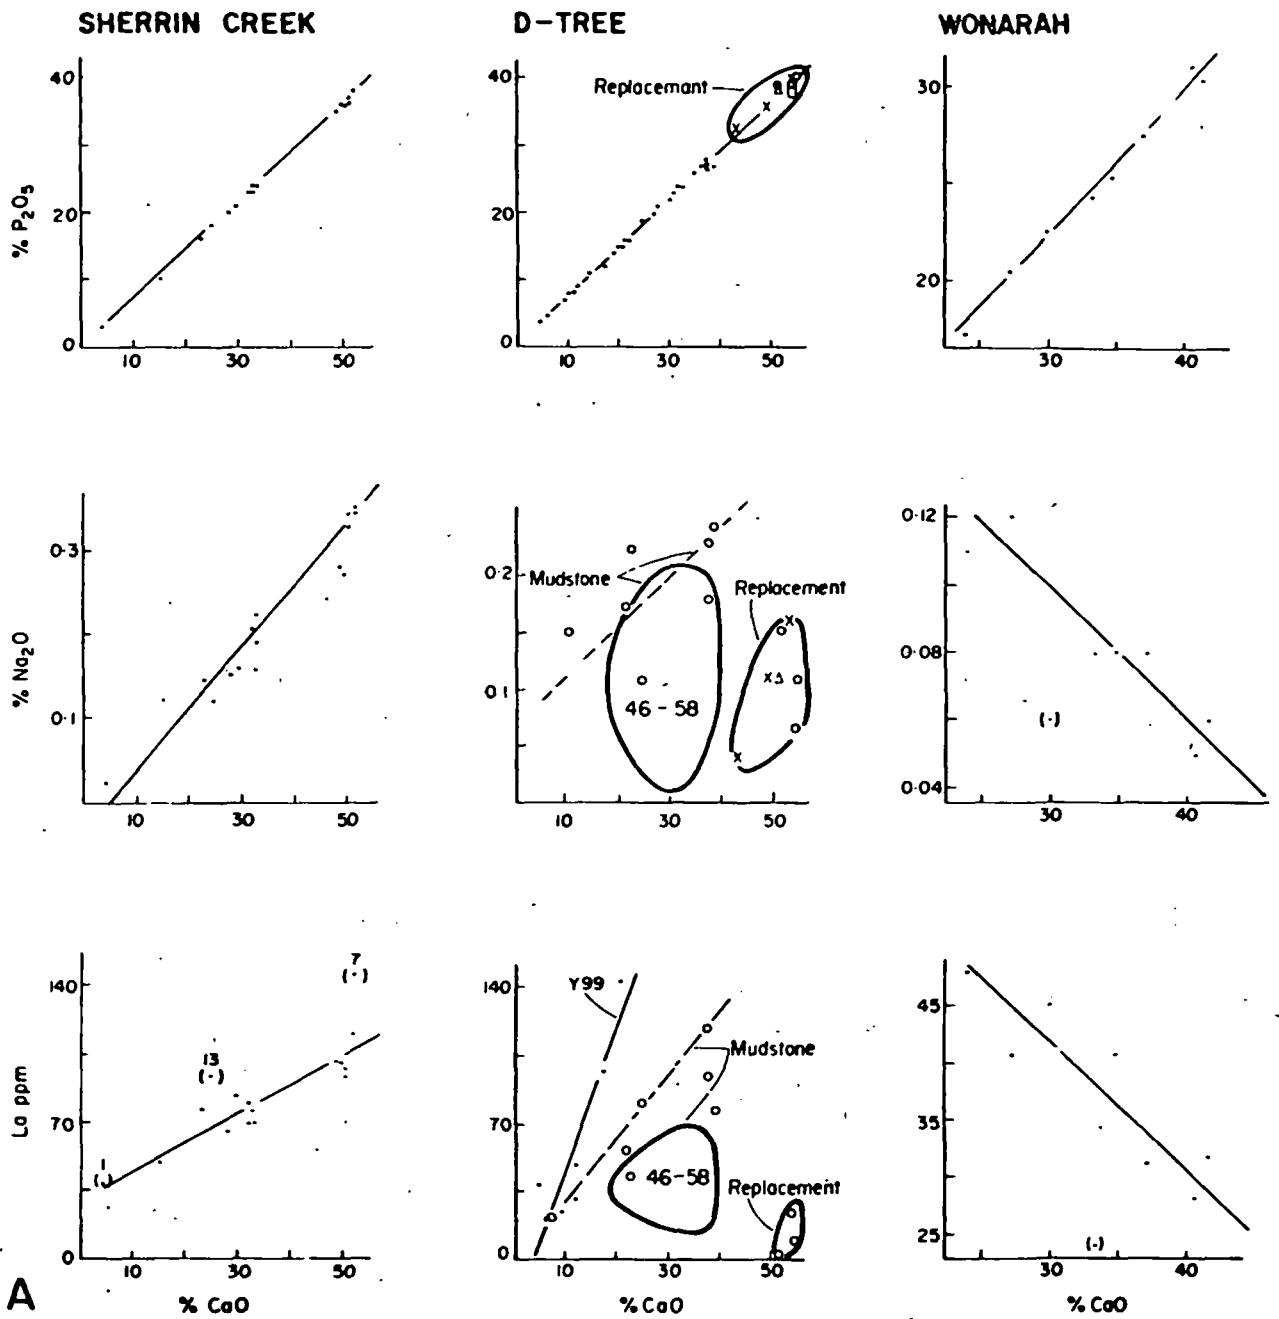 SHERRIN CREEK
D-TREE
WONARAH
% P₂O₅
40
20
0
10 30 50
Replacemant
40
20
0
10 30 50
30
20
30 40
% Na₂O
0·3
0·1
10 30 50
0·2
0·1
Mudstone
Replacement
46 - 58
10 30 50
0·12
0·08
0·04
(·)
30 40
La ppm
140
70
0
7
(·)
13
(·)
1
10 30 50
% CaO
140
70
0
Y99
Mudstone
46-58
Replacement
10 30 50
% CaO
45
35
25
(·)
30 40
% CaO
A